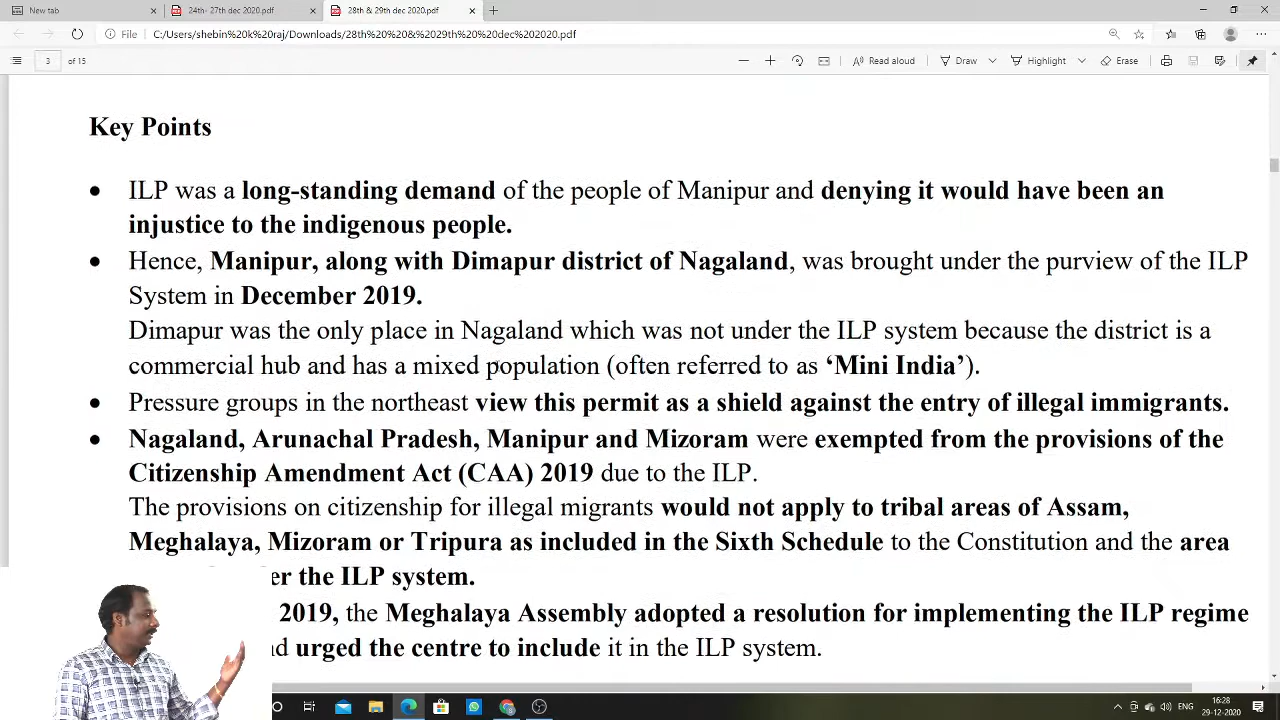 New tab
24th- 27th dec 2020.pdf
28th & 29th dec 2020.pdf
File
C:/Users/shebin%20k%20raj/Downloads/28th%20%20&%2029th%20%20dec%202020.pdf
3 of 15
Read aloud
Draw
Highlight
Erase
Key Points
• ILP was a long-standing demand of the people of Manipur and denying it would have been an
injustice to the indigenous people.
• Hence, Manipur, along with Dimapur district of Nagaland, was brought under the purview of the ILP
System in December 2019.
Dimapur was the only place in Nagaland which was not under the ILP system because the district is a
commercial hub and has a mixed population (often referred to as ‘Mini India’).
• Pressure groups in the northeast view this permit as a shield against the entry of illegal immigrants.
• Nagaland, Arunachal Pradesh, Manipur and Mizoram were exempted from the provisions of the
Citizenship Amendment Act (CAA) 2019 due to the ILP.
The provisions on citizenship for illegal migrants would not apply to tribal areas of Assam,
Meghalaya, Mizoram or Tripura as included in the Sixth Schedule to the Constitution and the area
er the ILP system.
2019, the Meghalaya Assembly adopted a resolution for implementing the ILP regime
d urged the centre to include it in the ILP system.
ENG
16:28
29-12-2020